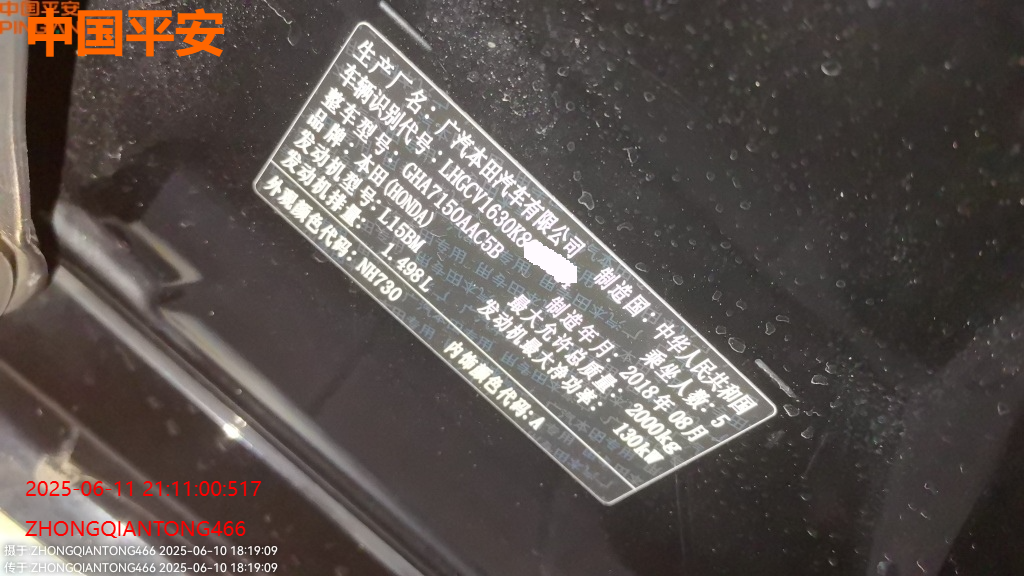 中国平安
中国平安
生产厂名：广汽本田汽车有限公司 制造国：中华人民共和国
车辆识别代号：LHGCV1630K8 乘坐人数：5
整车型号：GHA7150AAC5B 制造年月：2018年08月
品牌：本田(HONDA) 最大允许总质量：2000kg
发动机型号：L15BM 发动机最大净功率：130kW
发动机排量：1.498L
外观颜色代码：NH730 内饰颜色代码：A
2025-06-11 21:11:00:517
ZHONGQIANTONG466
摄于 ZHONGQIANTONG466 2025-06-10 18:19:09
传于 ZHONGQIANTONG466 2025-06-10 18:19:09